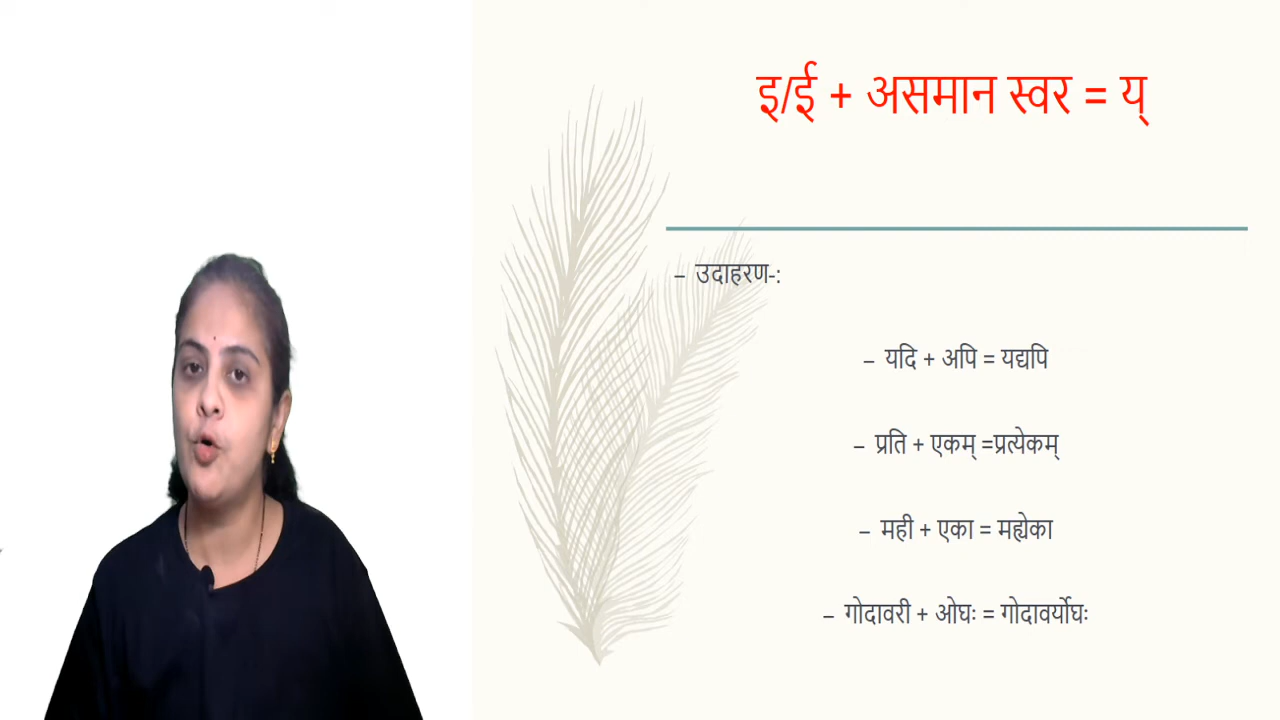 इ/ई + असमान स्वर = य्
– उदाहरण-:
– यदि + अपि = यद्यपि
– प्रति + एकम् =प्रत्येकम्
– मही + एका = मह्येका
– गोदावरी + ओघः = गोदावर्योघः